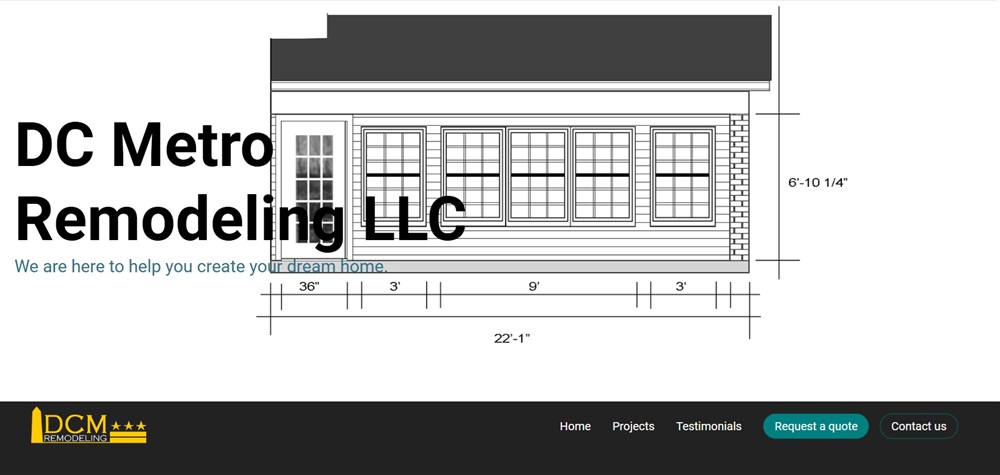 DC Metro
Remodeling LLC
We are here to help you create your dream home.
6'-10 1/4"
36"
3'
9'
3'
22'-1"
DCM
REMODELING
Home
Projects
Testimonials
Request a quote
Contact us